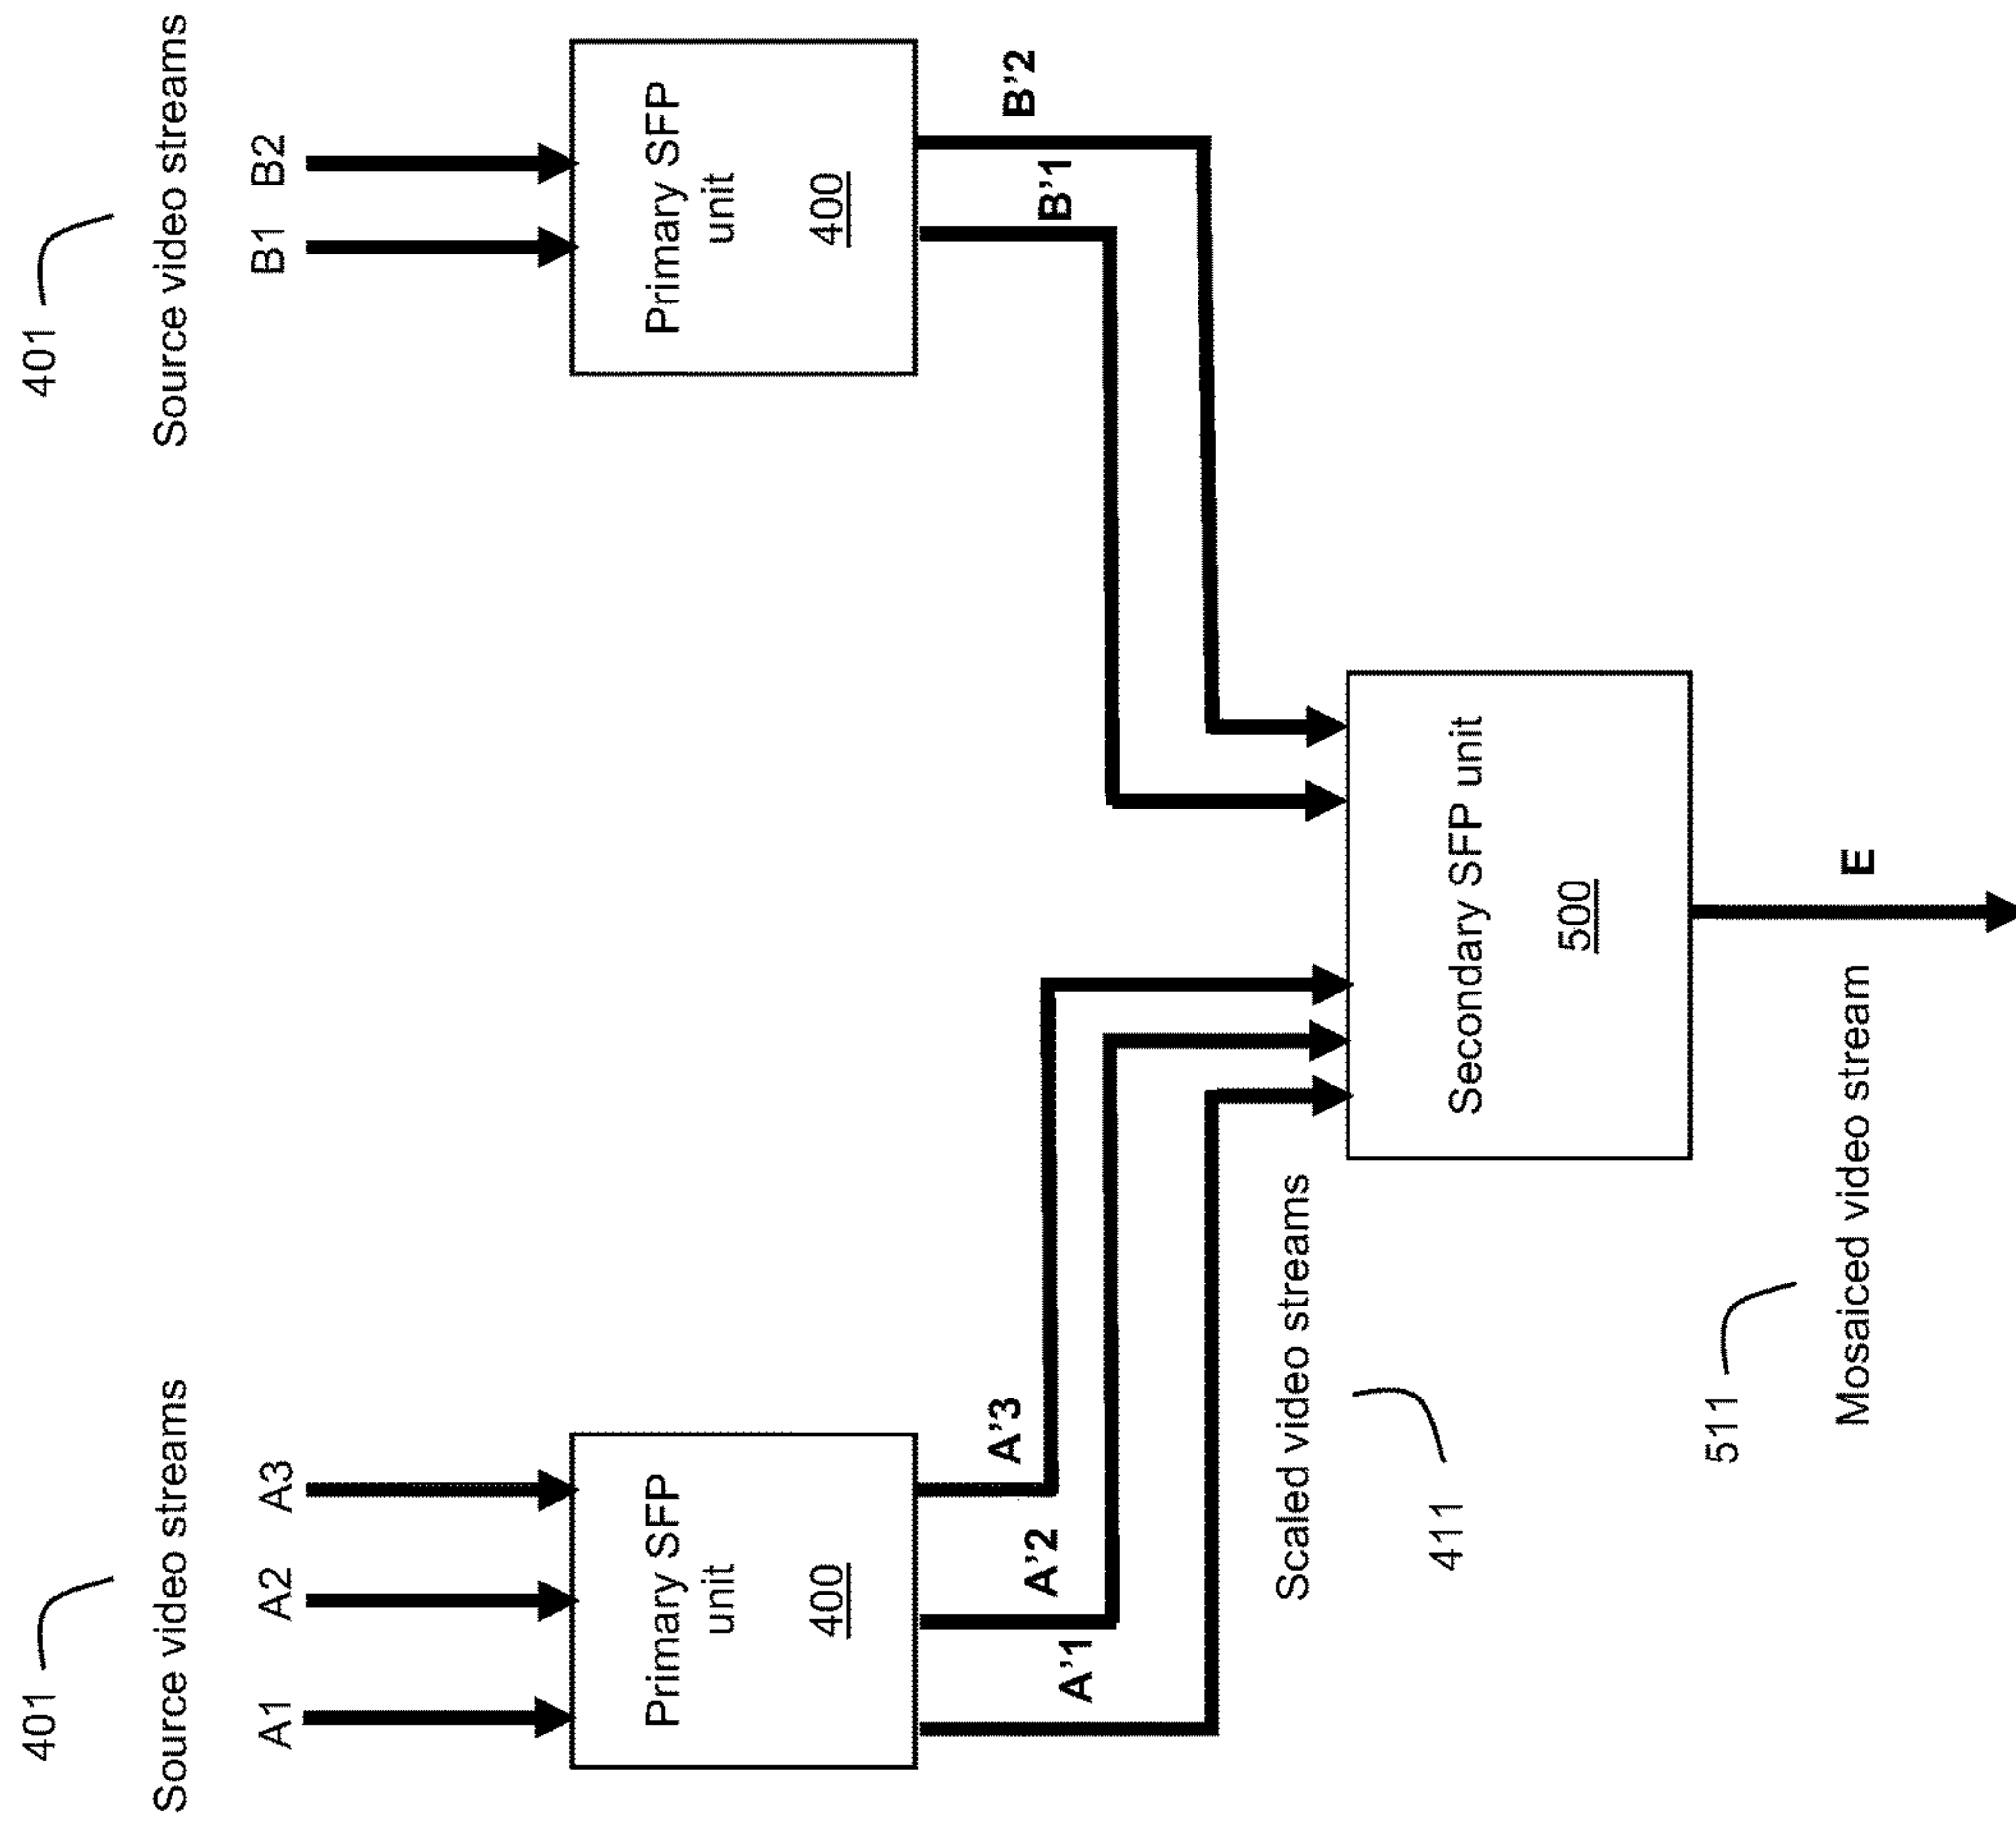 401
Source video streams
A1 A2 A3
Primary SFP
unit
400
A'1
A'2
A'3
401
Source video streams
B1 B2
Primary SFP
unit
400
B'1
B'2
Scaled video streams
411
Secondary SFP unit
500
511
Mosaiced video stream
E